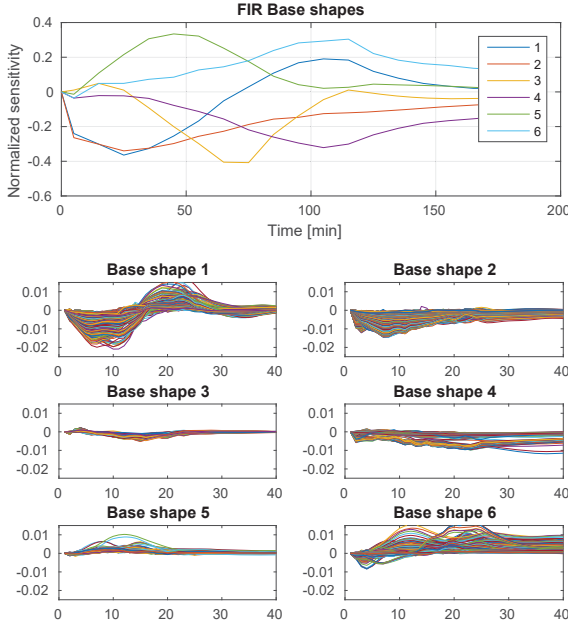 FIR Base shapes
0.4
0.2
0
-0.2
-0.4
-0.6
Normalized sensitivity
1
2
3
4
5
6
0 50 100 150 200
Time [min]
Base shape 1
0.01
0
-0.01
-0.02
0 10 20 30 40
Base shape 2
0.01
0
-0.01
-0.02
0 10 20 30 40
Base shape 3
0.01
0
-0.01
-0.02
0 10 20 30 40
Base shape 4
0.01
0
-0.01
-0.02
0 10 20 30 40
Base shape 5
0.01
0
-0.01
-0.02
0 10 20 30 40
Base shape 6
0.01
0
-0.01
-0.02
0 10 20 30 40